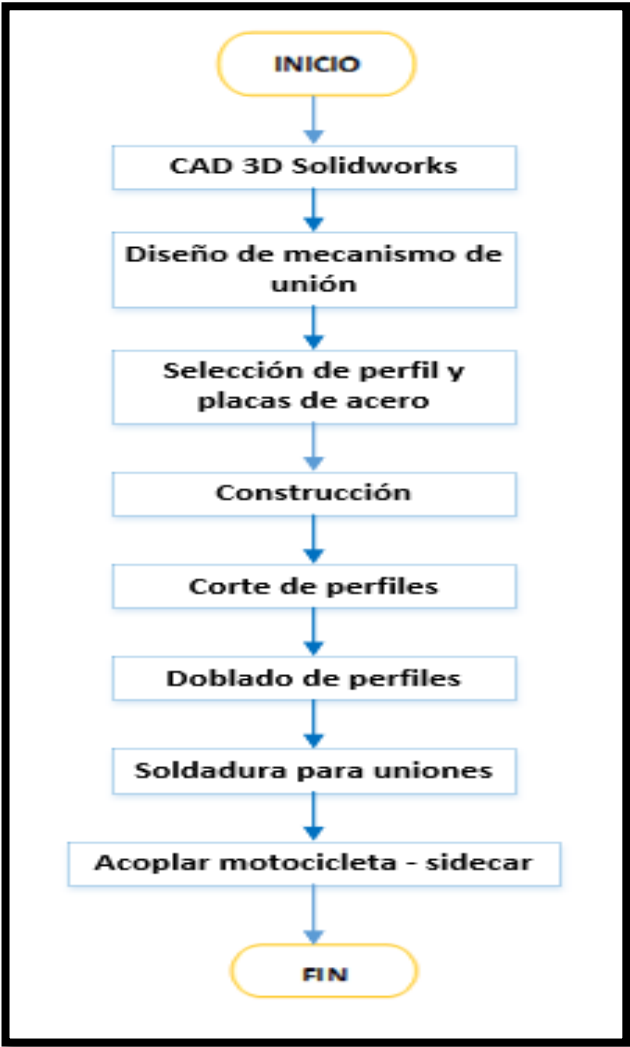 INICIO
CAD 3D Solidworks
Diseño de mecanismo de
unión
Selección de perfil y
placas de acero
Construcción
Corte de perfiles
Doblado de perfiles
Soldadura para uniones
Acoplar motocicleta - sidecar
FIN